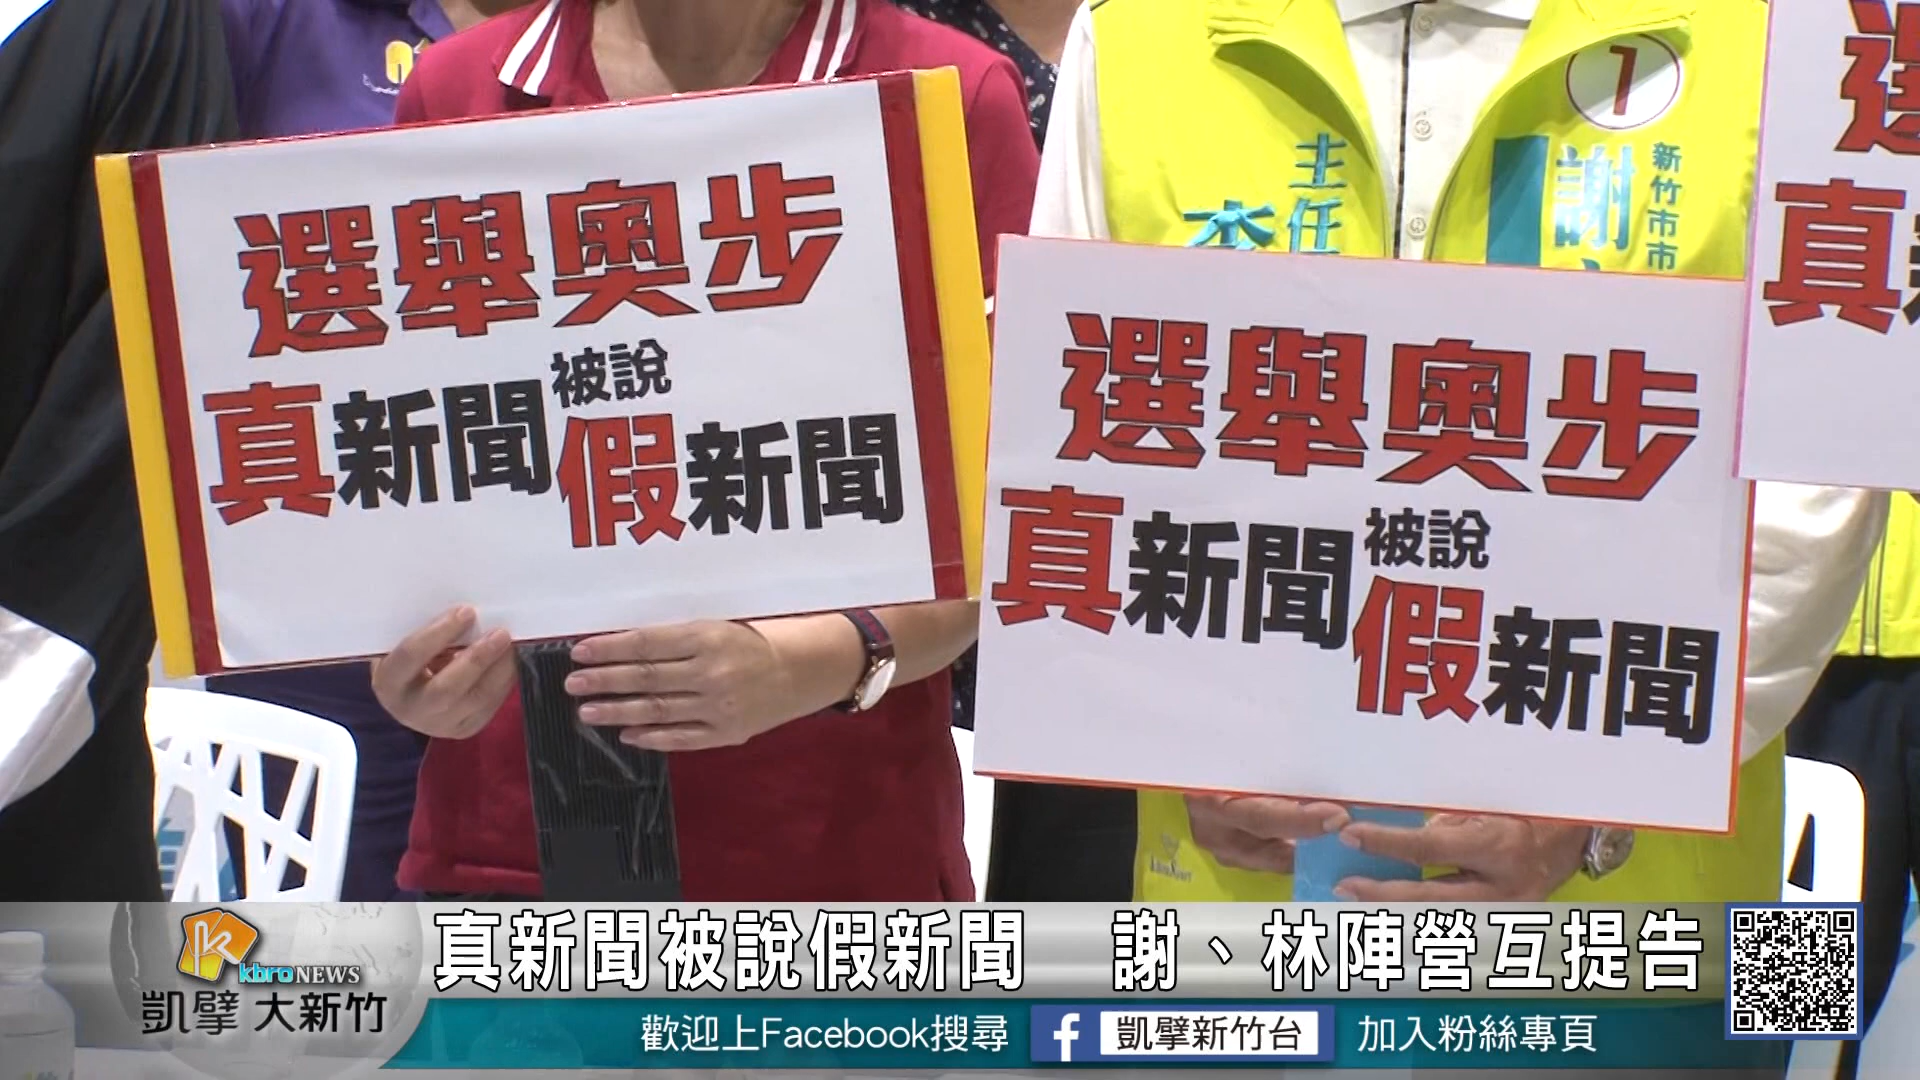 選舉奧步
真新聞被說假新聞
1
新竹市市
謝
主任
李
選舉奧步
真新聞被說假新聞
真
真新聞被說假新聞 謝、林陣營互提告
kbro NEWS
凱擘 大新竹
歡迎上Facebook搜尋 f 凱擘新竹台 加入粉絲專頁